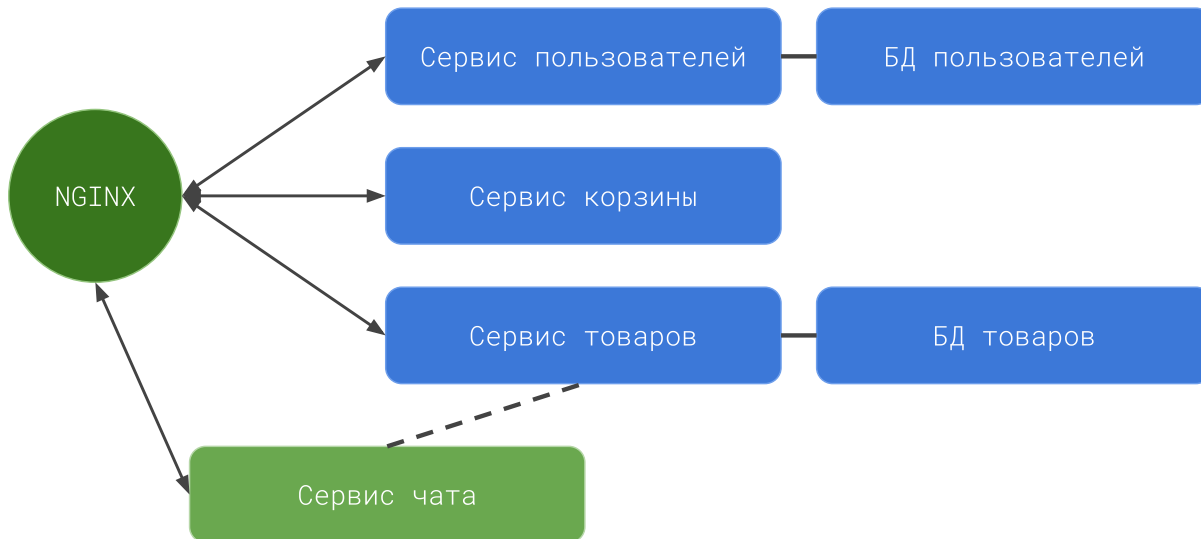 Сервис пользователей
БД пользователей
NGINX
Сервис корзины
Сервис товаров
БД товаров
Сервис чата